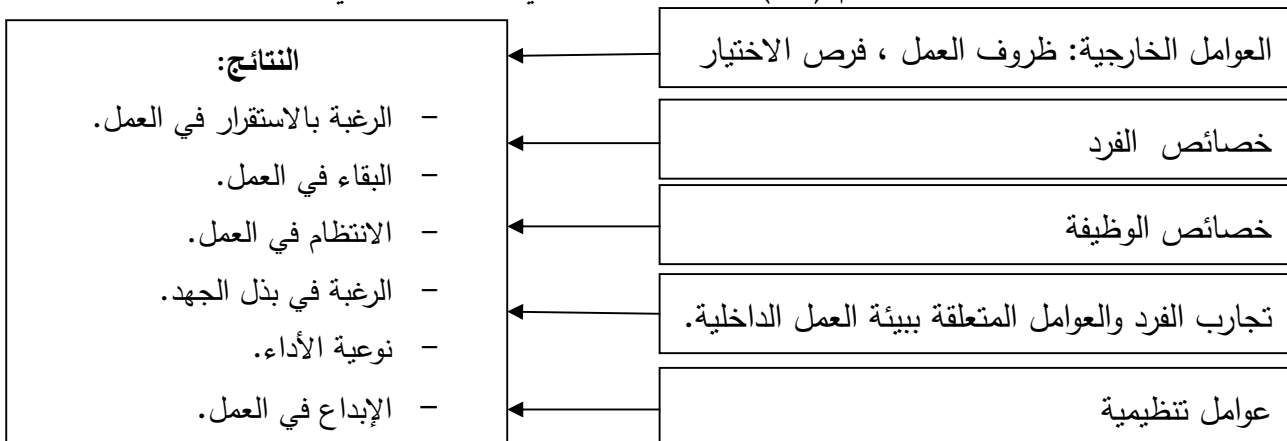 العوامل الخارجية: ظروف العمل ، فرص الاختيار
خصائص الفرد
خصائص الوظيفة
تجارب الفرد والعوامل المتعلقة ببيئة العمل الداخلية.
عوامل تنظيمية
النتائج:
– الرغبة بالاستقرار في العمل.
– البقاء في العمل.
– الانتظام في العمل.
– الرغبة في بذل الجهد.
– نوعية الأداء.
– الإبداع في العمل.